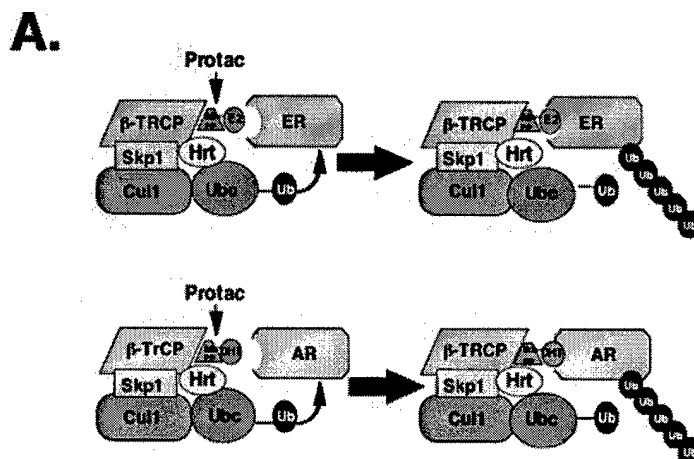 A.
Protac
β-TRCP
E2
ER
Skp1
Hrt
Cul1
Ubc
Ub
β-TRCP
E2
ER
Skp1
Hrt
Cul1
Ubc
Ub
Ub
Ub
Ub
Ub
Ub
Protac
β-TrCP
DHT
AR
Skp1
Hrt
Cul1
Ubc
Ub
β-TRCP
DHT
AR
Skp1
Hrt
Cul1
Ubc
Ub
Ub
Ub
Ub
Ub
Ub